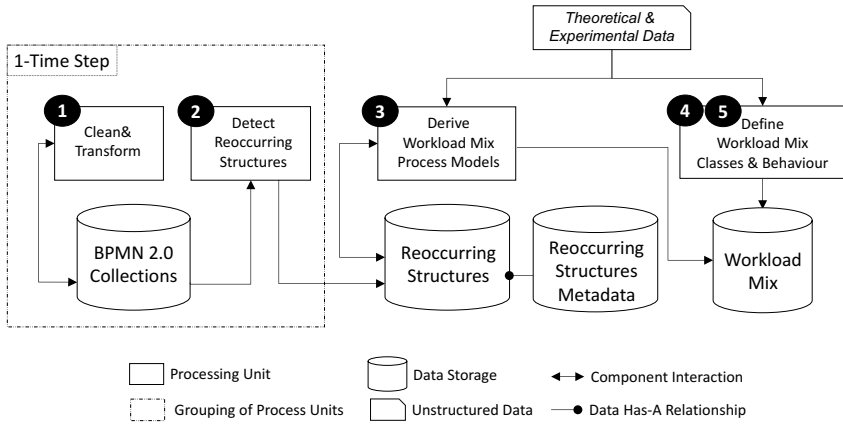 Theoretical &
Experimental Data
1-Time Step
1
Clean&
Transform
2
Detect
Reoccurring
Structures
3
Derive
Workload Mix
Process Models
4 5
Define
Workload Mix
Classes & Behaviour
BPMN 2.0
Collections
Reoccurring
Structures
Reoccurring
Structures
Metadata
Workload
Mix
Processing Unit
Data Storage
Component Interaction
Grouping of Process Units
Unstructured Data
Data Has-A Relationship